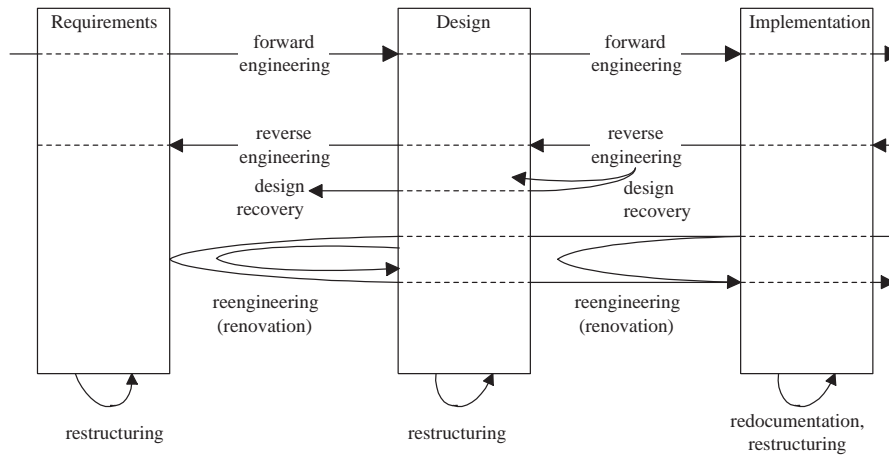 Requirements
Design
Implementation
forward
engineering
forward
engineering
reverse
engineering
reverse
engineering
design
recovery
design
recovery
reengineering
(renovation)
reengineering
(renovation)
restructuring
restructuring
redocumentation,
restructuring